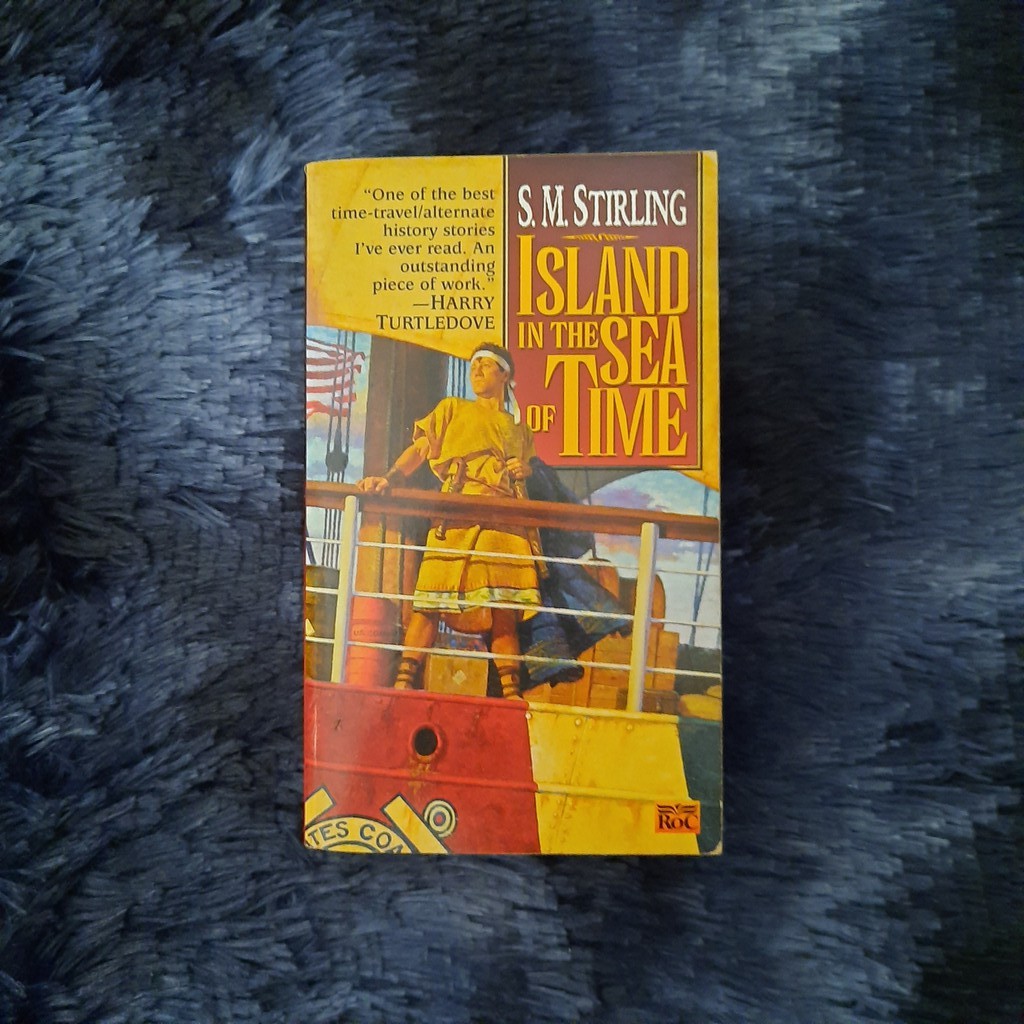 “One of the best
time-travel/alternate
history stories
I've ever read. An
outstanding
piece of work.”
—HARRY
TURTLEDOVE
S. M. STIRLING
ISLAND
IN THE SEA
OF TIME
TES COA
ROC